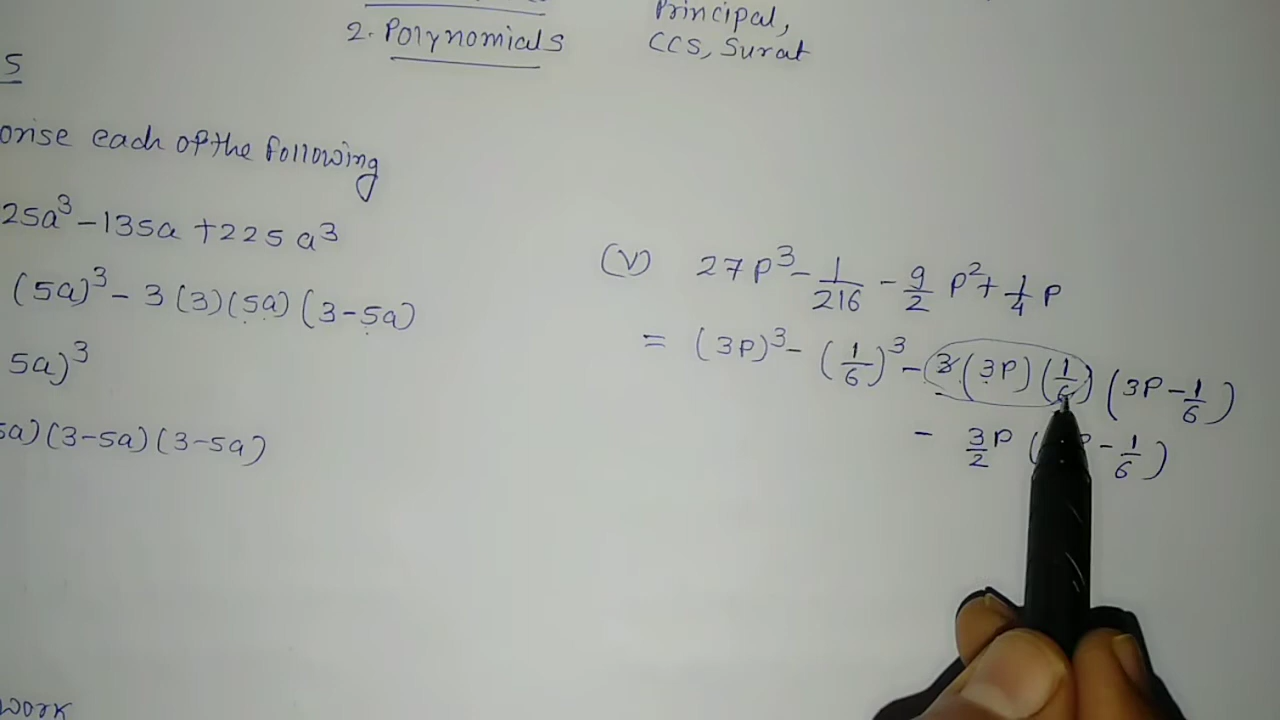 Principal,
2. Polynomials
CCS, Surat
5
orise each of the following
25a³ - 135a + 225a³
(5a)³ - 3(3)(5a)(3-5a)
5a)³
5a)(3-5a)(3-5a)
(V) 27p³ - 1/216 - 9/2 p² + 1/4 p
= (3p)³ - (1/6)³ - 3(3p)(1/6)(3p - 1/6)
- 3/2 p ( p - 1/6)
work